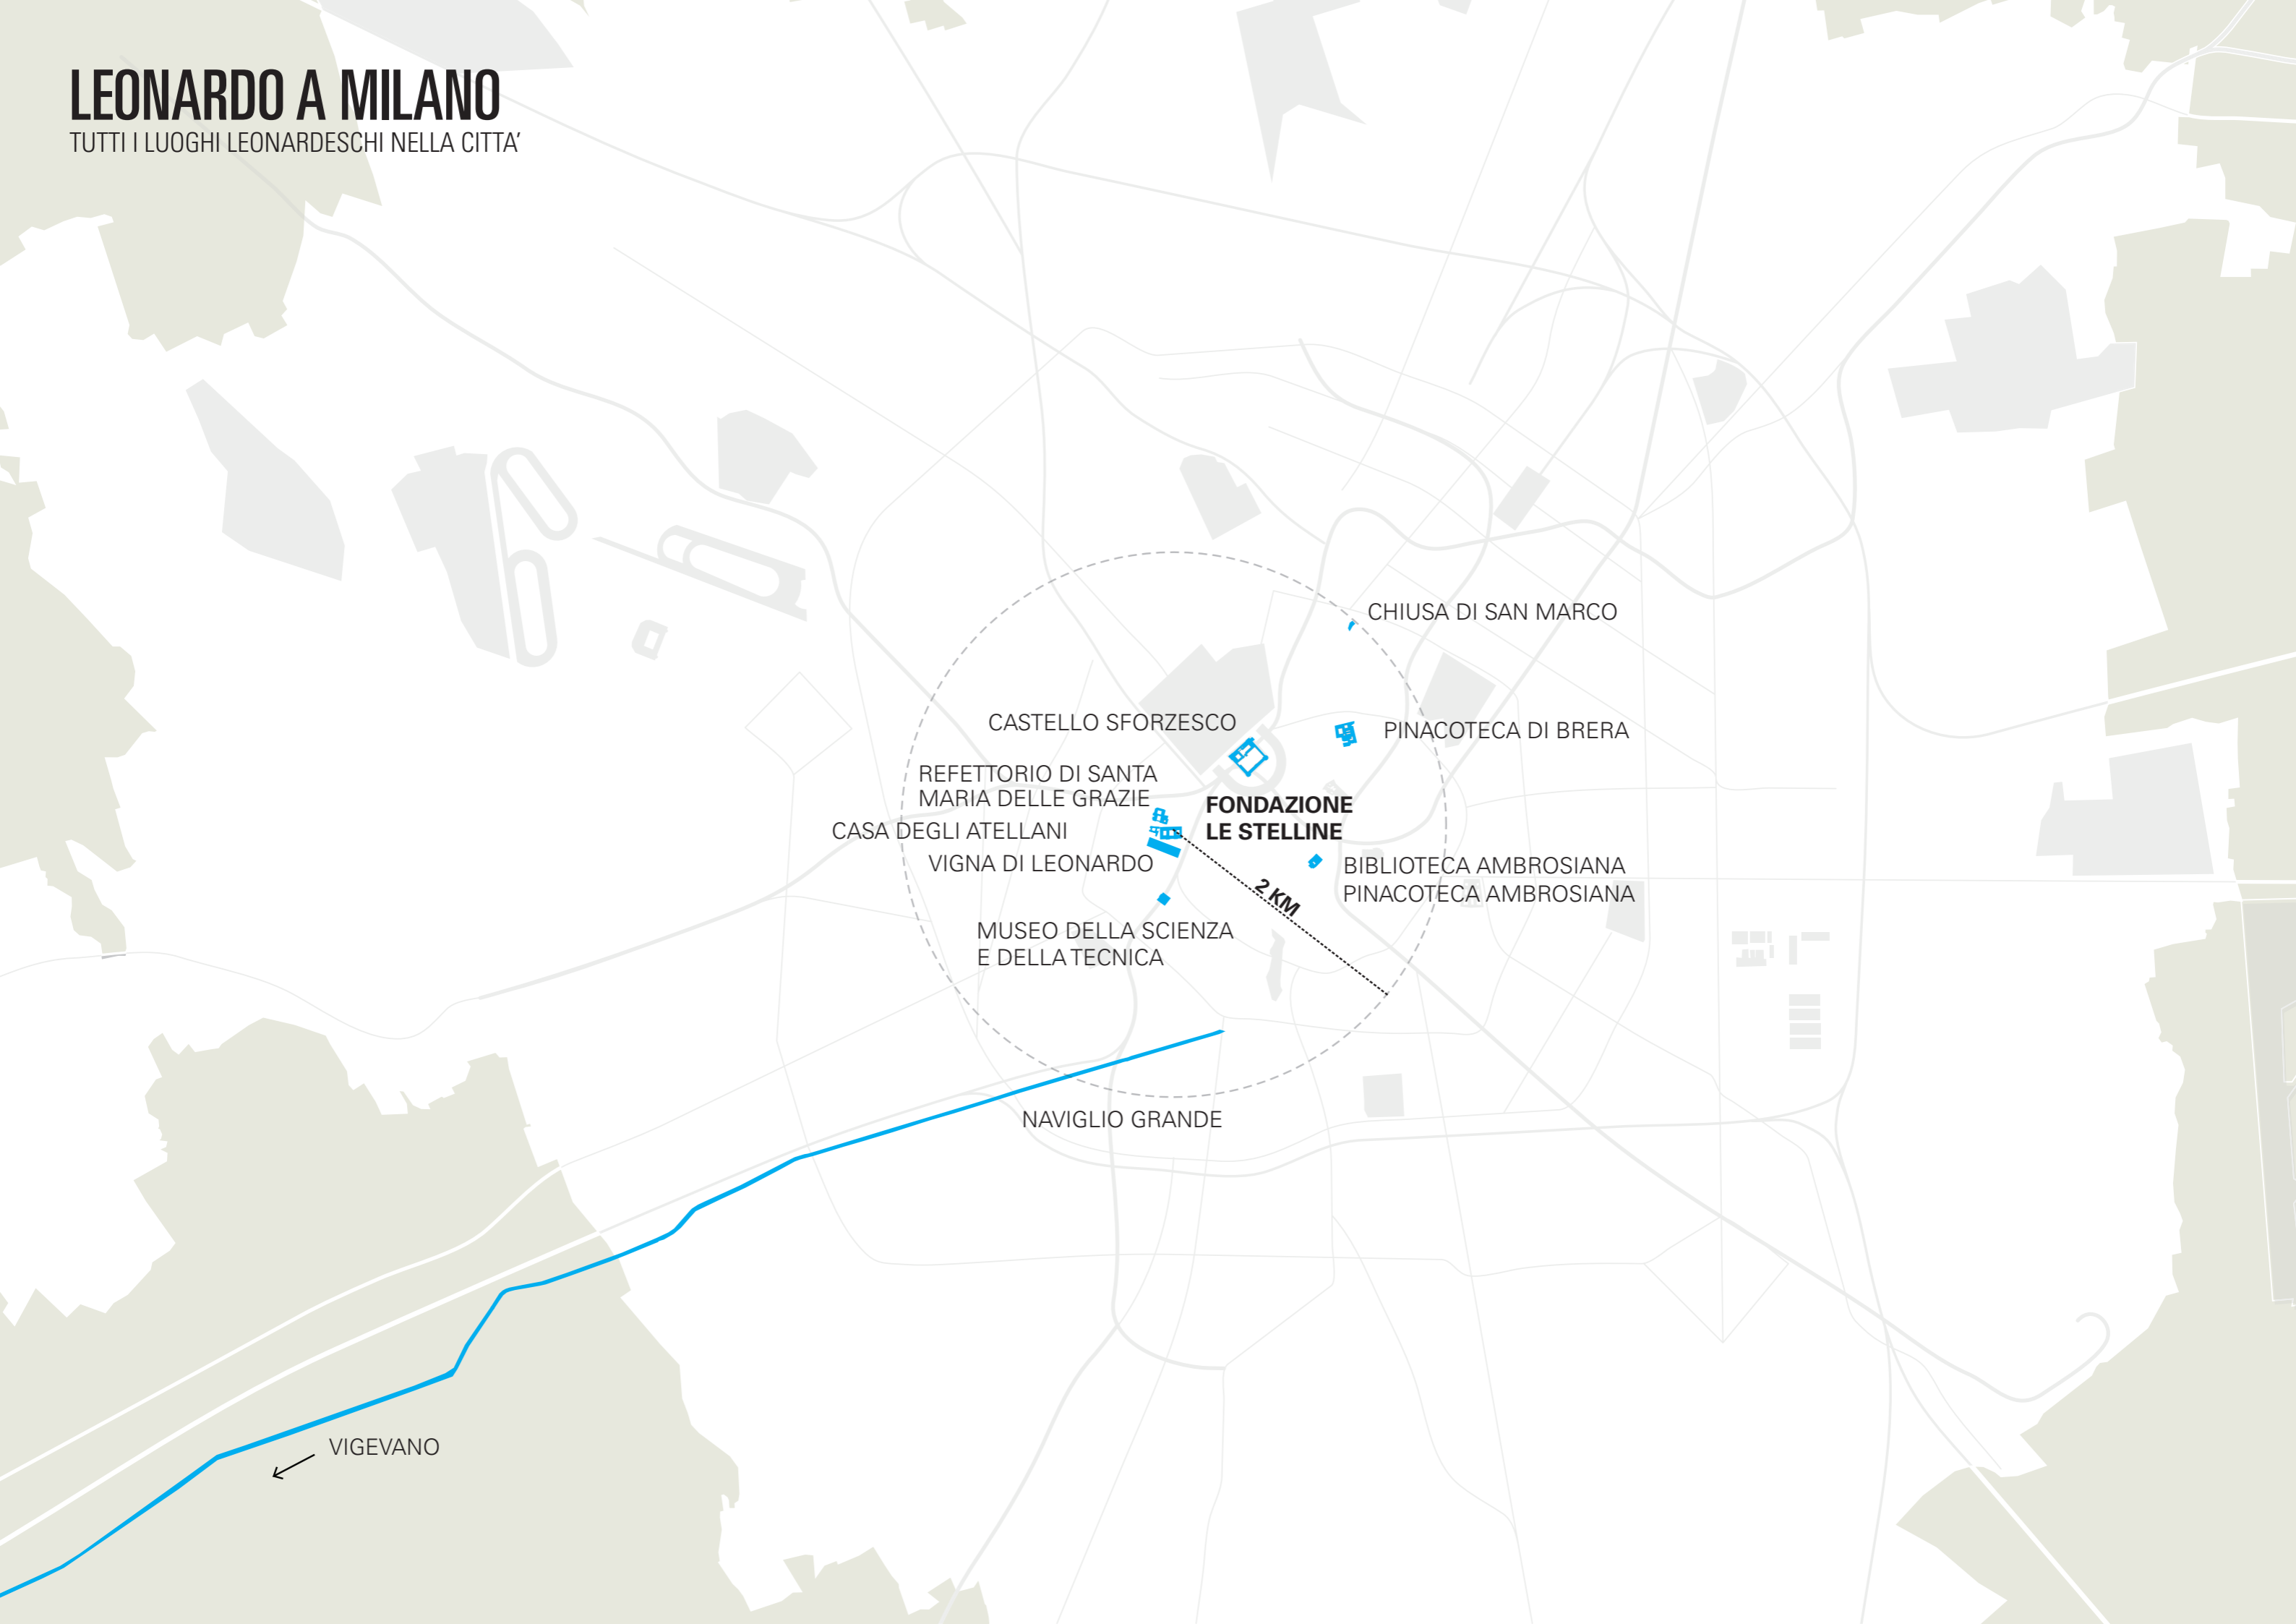 LEONARDO A MILANO
TUTTI I LUOGHI LEONARDESCHI NELLA CITTA'
CHIUSA DI SAN MARCO
CASTELLO SFORZESCO
PINACOTECA DI BRERA
REFETTORIO DI SANTA
MARIA DELLE GRAZIE
FONDAZIONE
LE STELLINE
CASA DEGLI ATELLANI
VIGNA DI LEONARDO
BIBLIOTECA AMBROSIANA
PINACOTECA AMBROSIANA
2 KM
MUSEO DELLA SCIENZA
E DELLA TECNICA
NAVIGLIO GRANDE
VIGEVANO